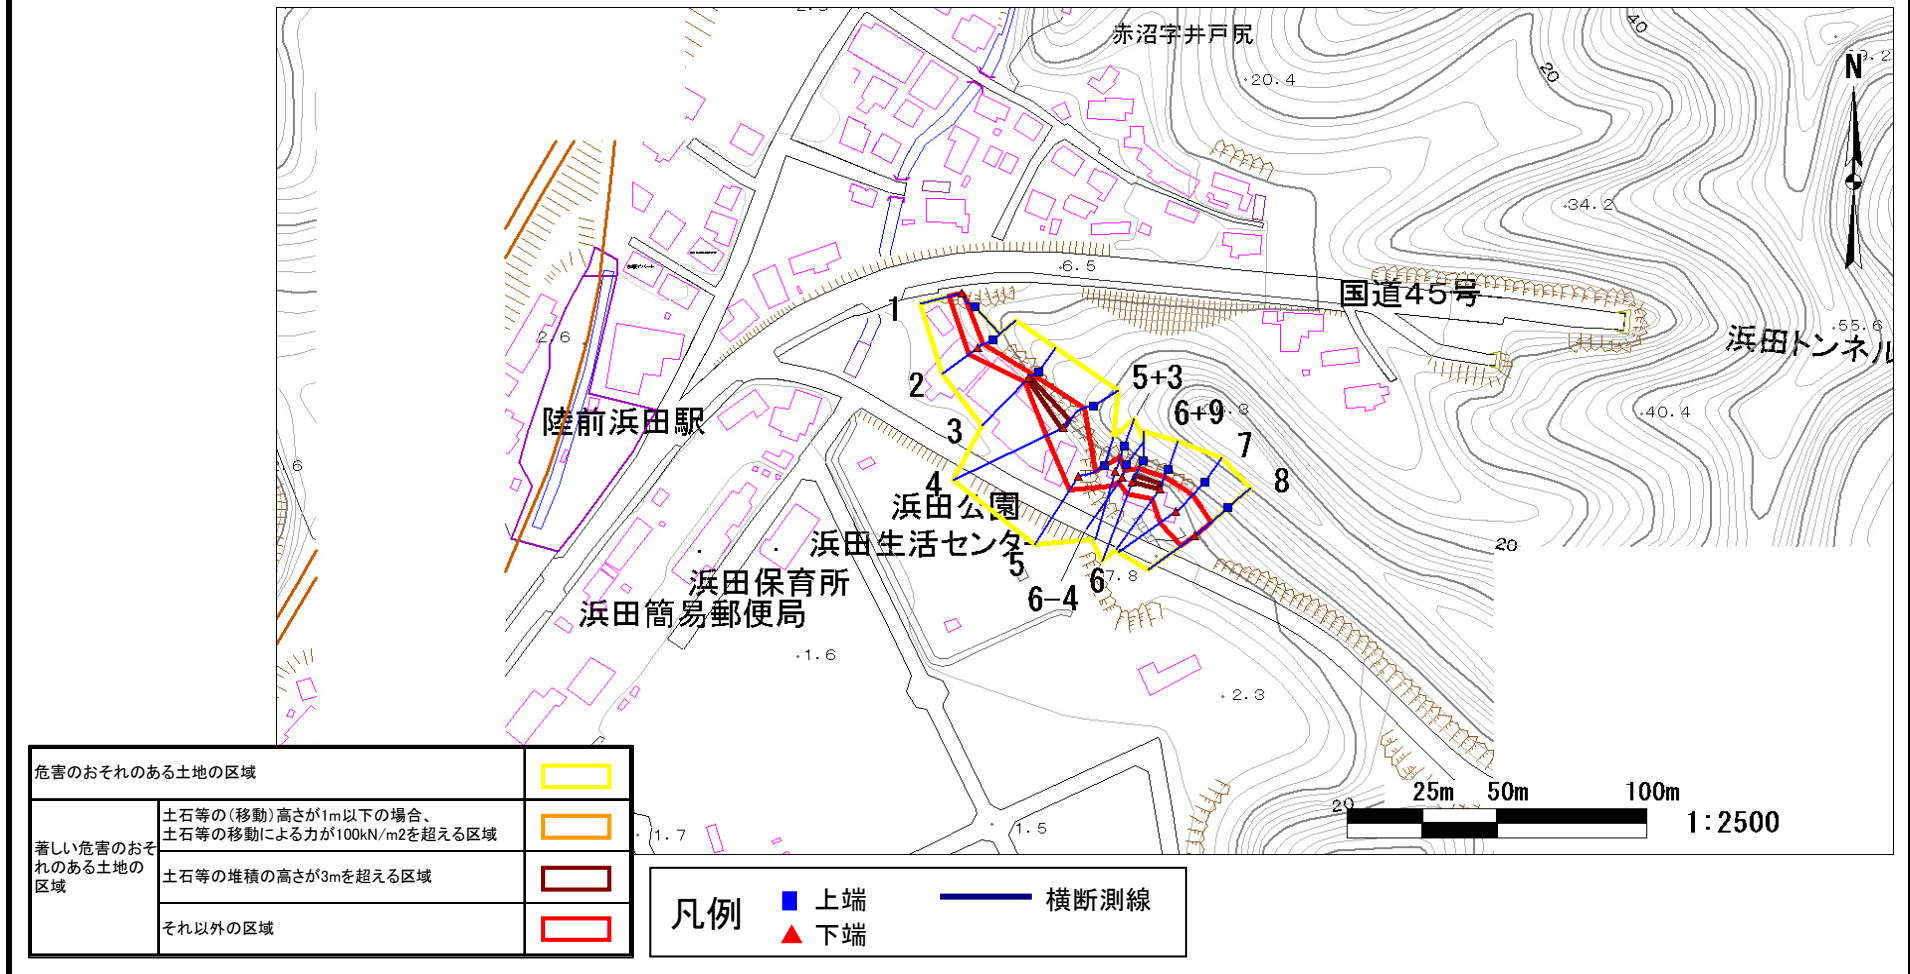 赤沼字井戸尻
40
20
20.4
N
34.2
6.5
国道45号
1
2.6
55.6
浜田トンネル
2
5+3
6+9
40.4
陸前浜田駅
3
7
4
8
浜田公園
浜田生活センター
20
5
7.8
6
浜田保育所
6-4
浜田簡易郵便局
1.6
2.3
25m 50m 100m
20
1:2500
1.7
1.5
危害のおそれのある土地の区域
著しい危害のおそ
れのある土地の
区域
土石等の(移動)高さが1m以下の場合、
土石等の移動による力が100kN/m2を超える区域
土石等の堆積の高さが3mを超える区域
それ以外の区域
凡例
上端
横断測線
下端